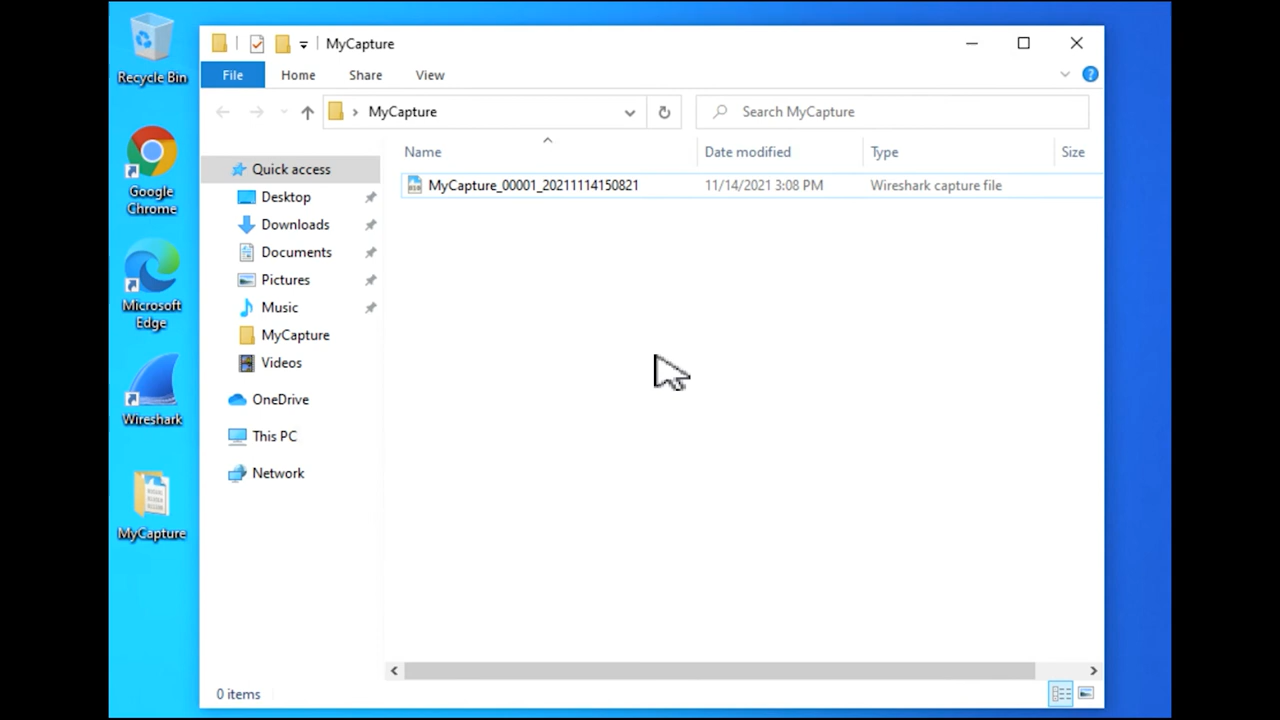 Recycle Bin
Google
Chrome
Microsoft
Edge
Wireshark
MyCapture
MyCapture
File
Home
Share
View
MyCapture
Search MyCapture
Name
Date modified
Type
Size
MyCapture_00001_20211114150821
11/14/2021 3:08 PM
Wireshark capture file
Quick access
Desktop
Downloads
Documents
Pictures
Music
MyCapture
Videos
OneDrive
This PC
Network
0 items